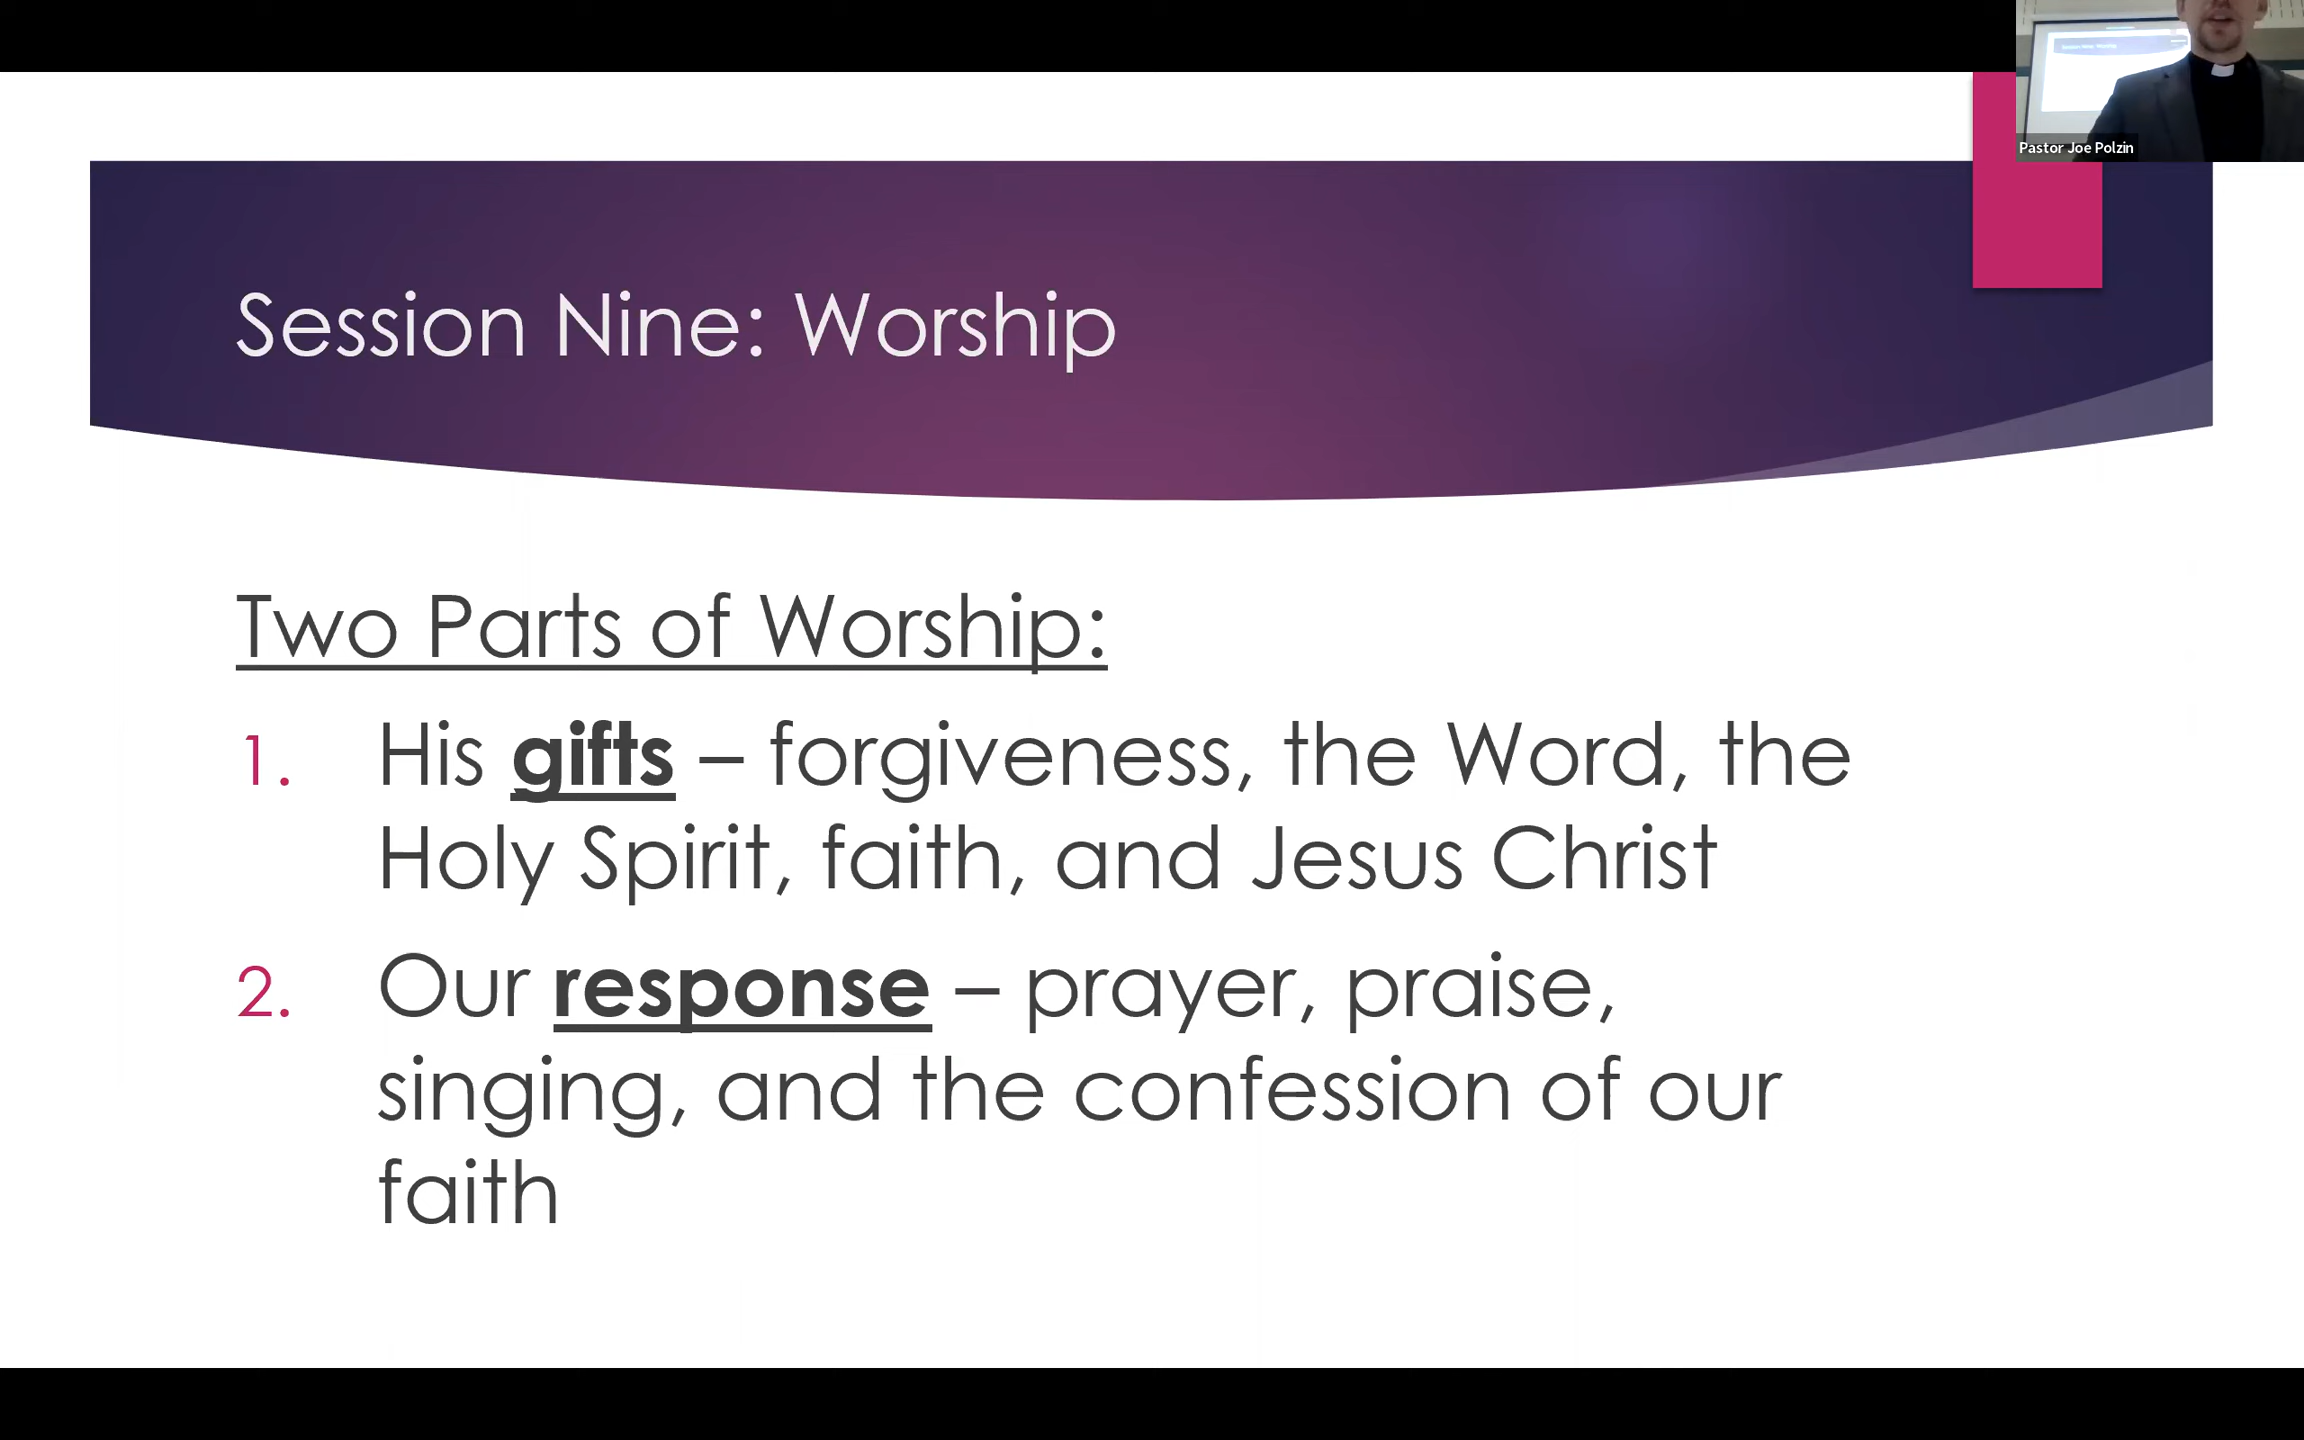 Pastor Joe Polzin
Session Nine: Worship
Two Parts of Worship:
1. His gifts – forgiveness, the Word, the
Holy Spirit, faith, and Jesus Christ
2. Our response – prayer, praise,
singing, and the confession of our
faith